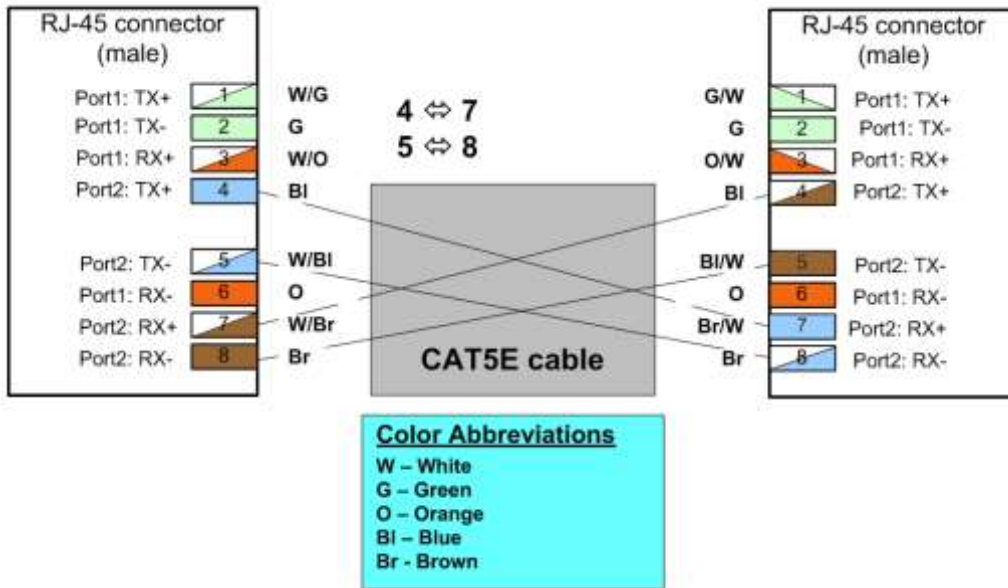 RJ-45 connector
(male)
Port1: TX+ 1 W/G
Port1: TX- 2 G
Port1: RX+ 3 W/O
Port2: TX+ 4 Bl
Port2: TX- 5 W/Bl
Port1: RX- 6 O
Port2: RX+ 7 W/Br
Port2: RX- 8 Br
4 ⇔ 7
5 ⇔ 8
CAT5E cable
RJ-45 connector
(male)
G/W 1 Port1: TX+
G 2 Port1: TX-
O/W 3 Port1: RX+
Bl 4 Port2: TX+
Bl/W 5 Port2: TX-
O 6 Port1: RX-
Br/W 7 Port2: RX+
Br 8 Port2: RX-
Color Abbreviations
W – White
G – Green
O – Orange
Bl – Blue
Br - Brown